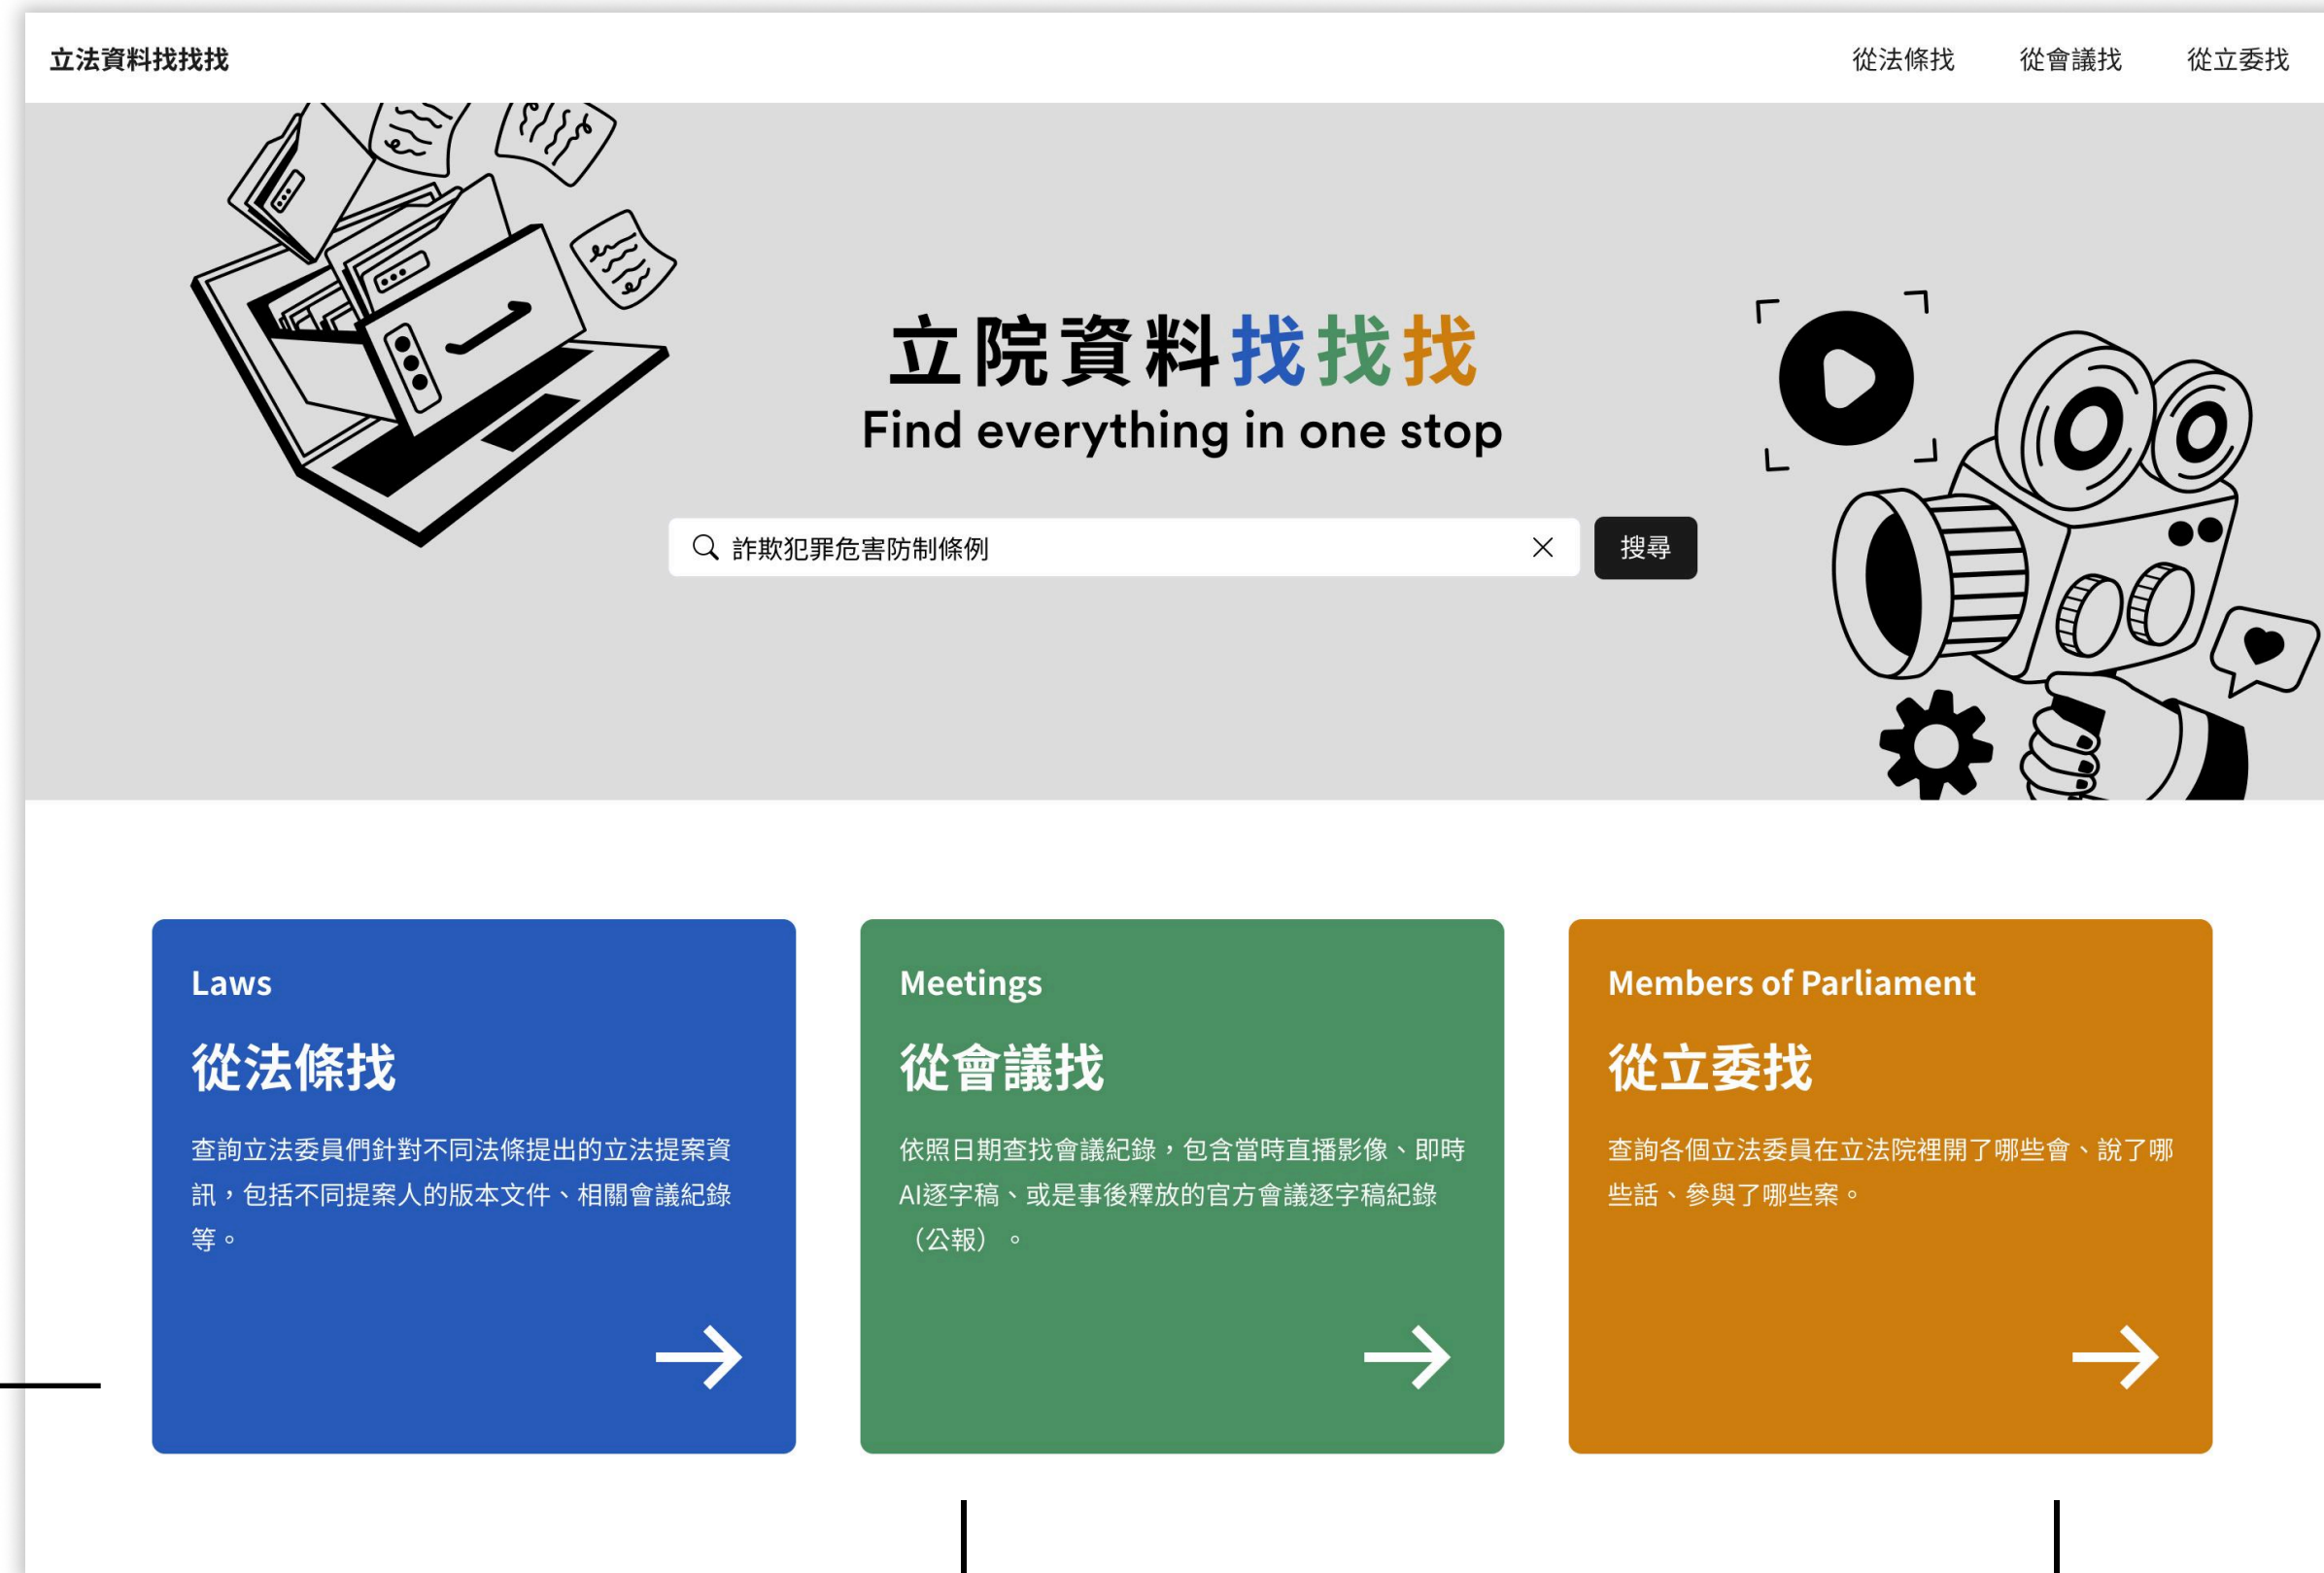 立法資料找找找
從法條找 從會議找 從立委找
立院資料找找找
Find everything in one stop
詐欺犯罪危害防制條例
搜尋
Laws
從法條找
查詢立法委員們針對不同法條提出的立法提案資
訊，包括不同提案人的版本文件、相關會議紀錄
等。
Meetings
從會議找
依照日期查找會議紀錄，包含當時直播影像、即時
AI逐字稿、或是事後釋放的官方會議逐字稿紀錄
（公報）。
Members of Parliament
從立委找
查詢各個立法委員在立法院裡開了哪些會、說了哪
些話、參與了哪些案。